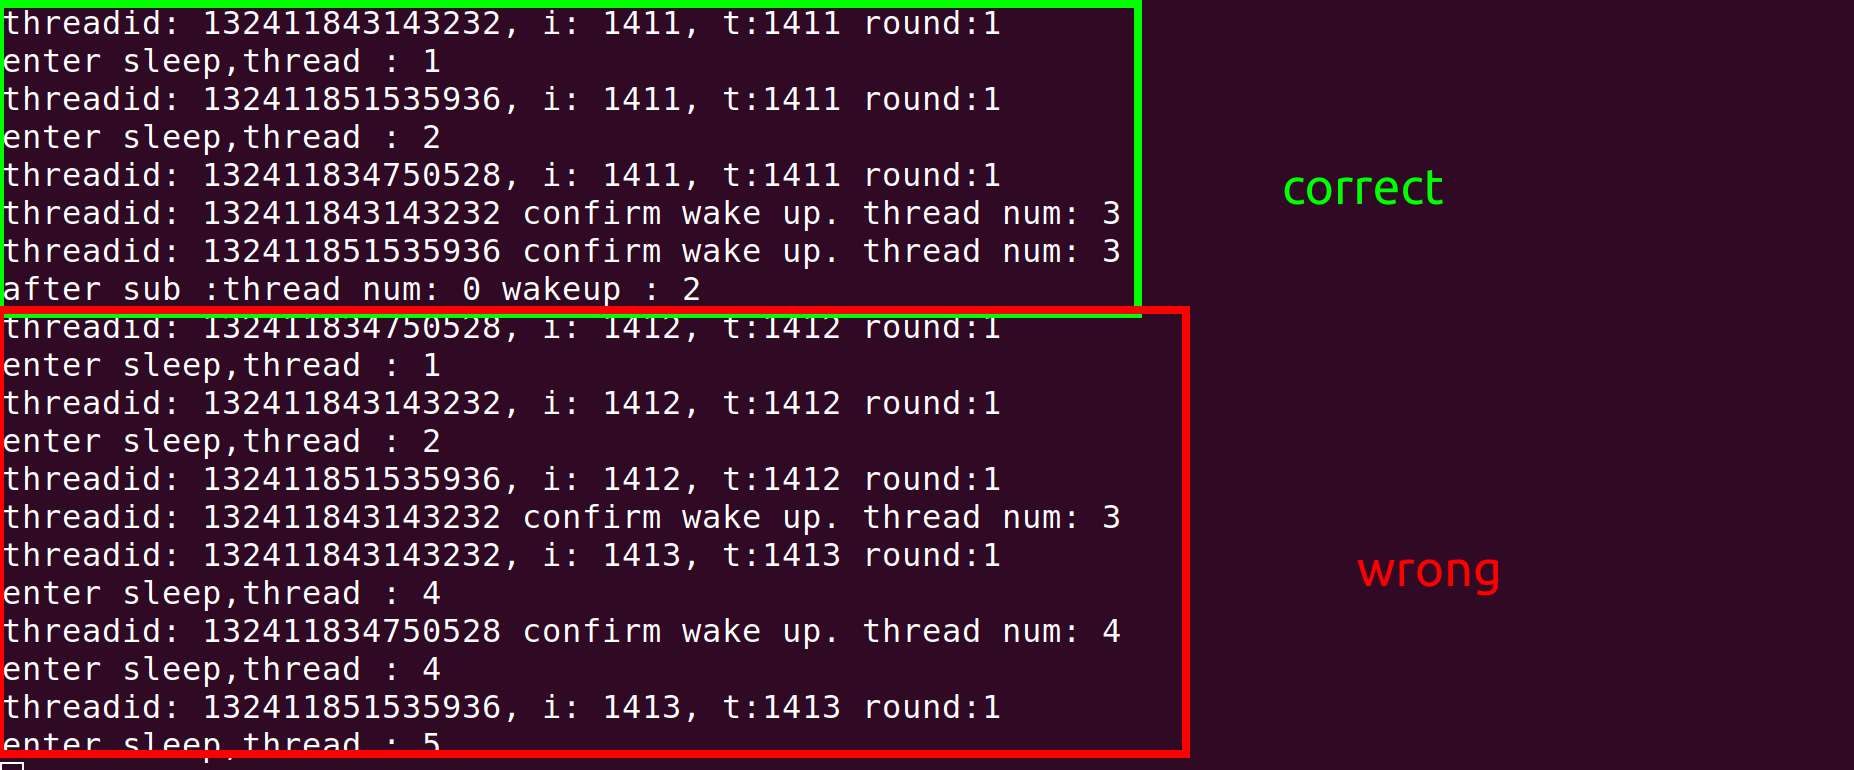 threadid: 132411843143232, i: 1411, t:1411 round:1
enter sleep,thread : 1
threadid: 132411851535936, i: 1411, t:1411 round:1
enter sleep,thread : 2
threadid: 132411834750528, i: 1411, t:1411 round:1
threadid: 132411843143232 confirm wake up. thread num: 3
threadid: 132411851535936 confirm wake up. thread num: 3
after sub :thread num: 0 wakeup : 2
correct
threadid: 132411834750528, i: 1412, t:1412 round:1
enter sleep,thread : 1
threadid: 132411843143232, i: 1412, t:1412 round:1
enter sleep,thread : 2
threadid: 132411851535936, i: 1412, t:1412 round:1
threadid: 132411843143232 confirm wake up. thread num: 3
threadid: 132411843143232, i: 1413, t:1413 round:1
enter sleep,thread : 4
threadid: 132411834750528 confirm wake up. thread num: 4
enter sleep,thread : 4
threadid: 132411851535936, i: 1413, t:1413 round:1
enter sleep,thread : 5
wrong